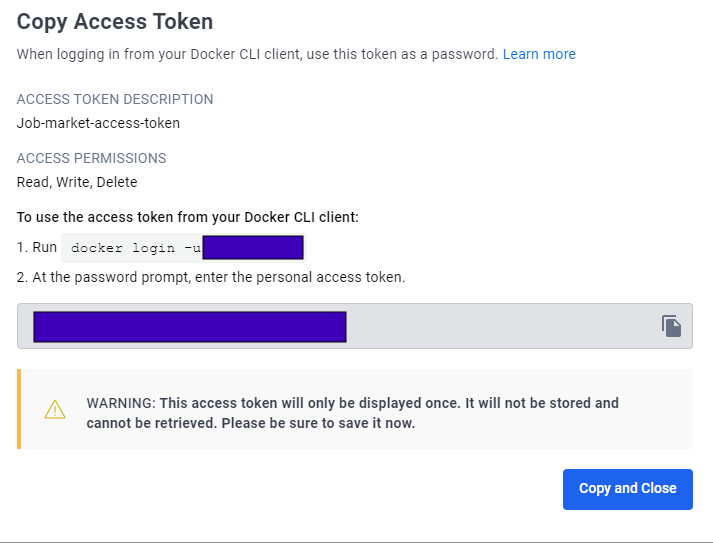 Copy Access Token
When logging in from your Docker CLI client, use this token as a password. Learn more
ACCESS TOKEN DESCRIPTION
Job-market-access-token
ACCESS PERMISSIONS
Read, Write, Delete
To use the access token from your Docker CLI client:
1. Run docker login -u
2. At the password prompt, enter the personal access token.
WARNING: This access token will only be displayed once. It will not be stored and
cannot be retrieved. Please be sure to save it now.
Copy and Close